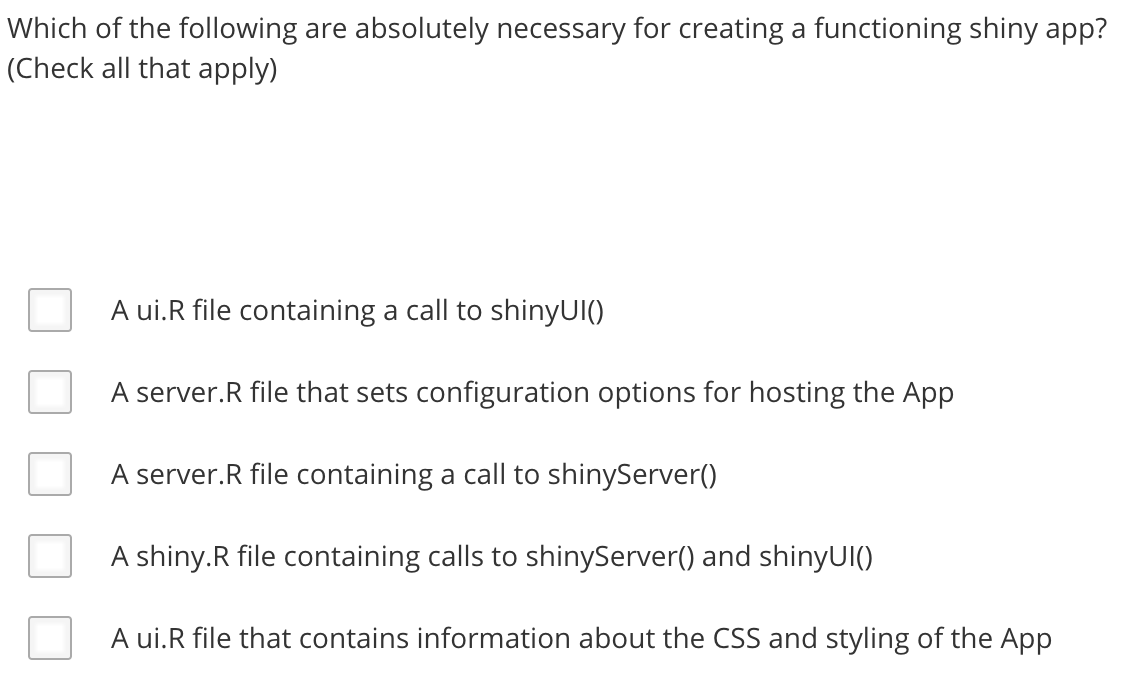 Which of the following are absolutely necessary for creating a functioning shiny app?
(Check all that apply)
A ui.R file containing a call to shinyUI()
A server.R file that sets configuration options for hosting the App
A server.R file containing a call to shinyServer()
A shiny.R file containing calls to shinyServer() and shinyUI()
A ui.R file that contains information about the CSS and styling of the App